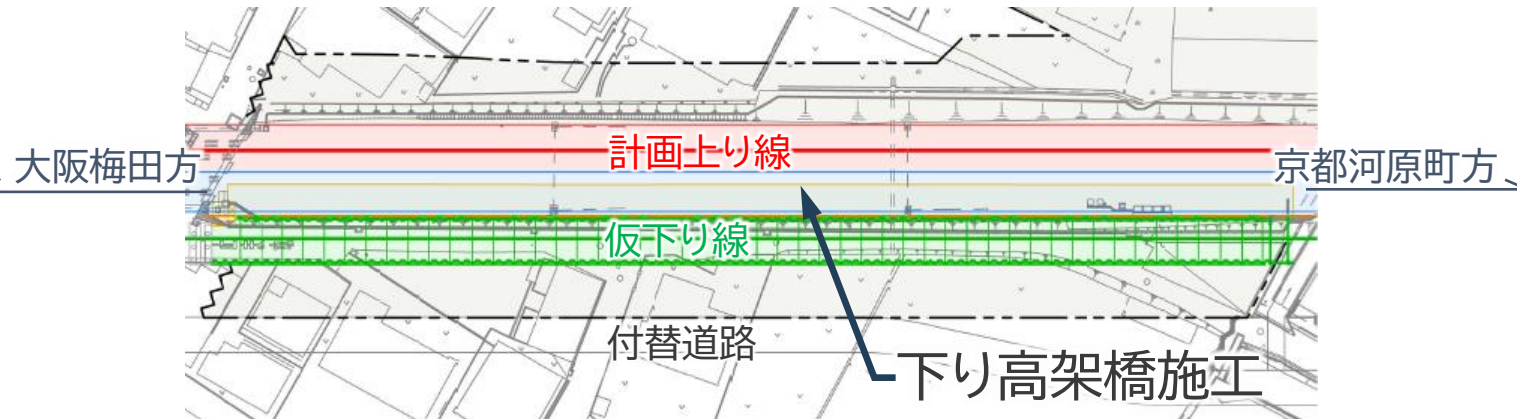 計画上り線
大阪梅田方
京都河原町方
仮下り線
付替道路
下り高架橋施工